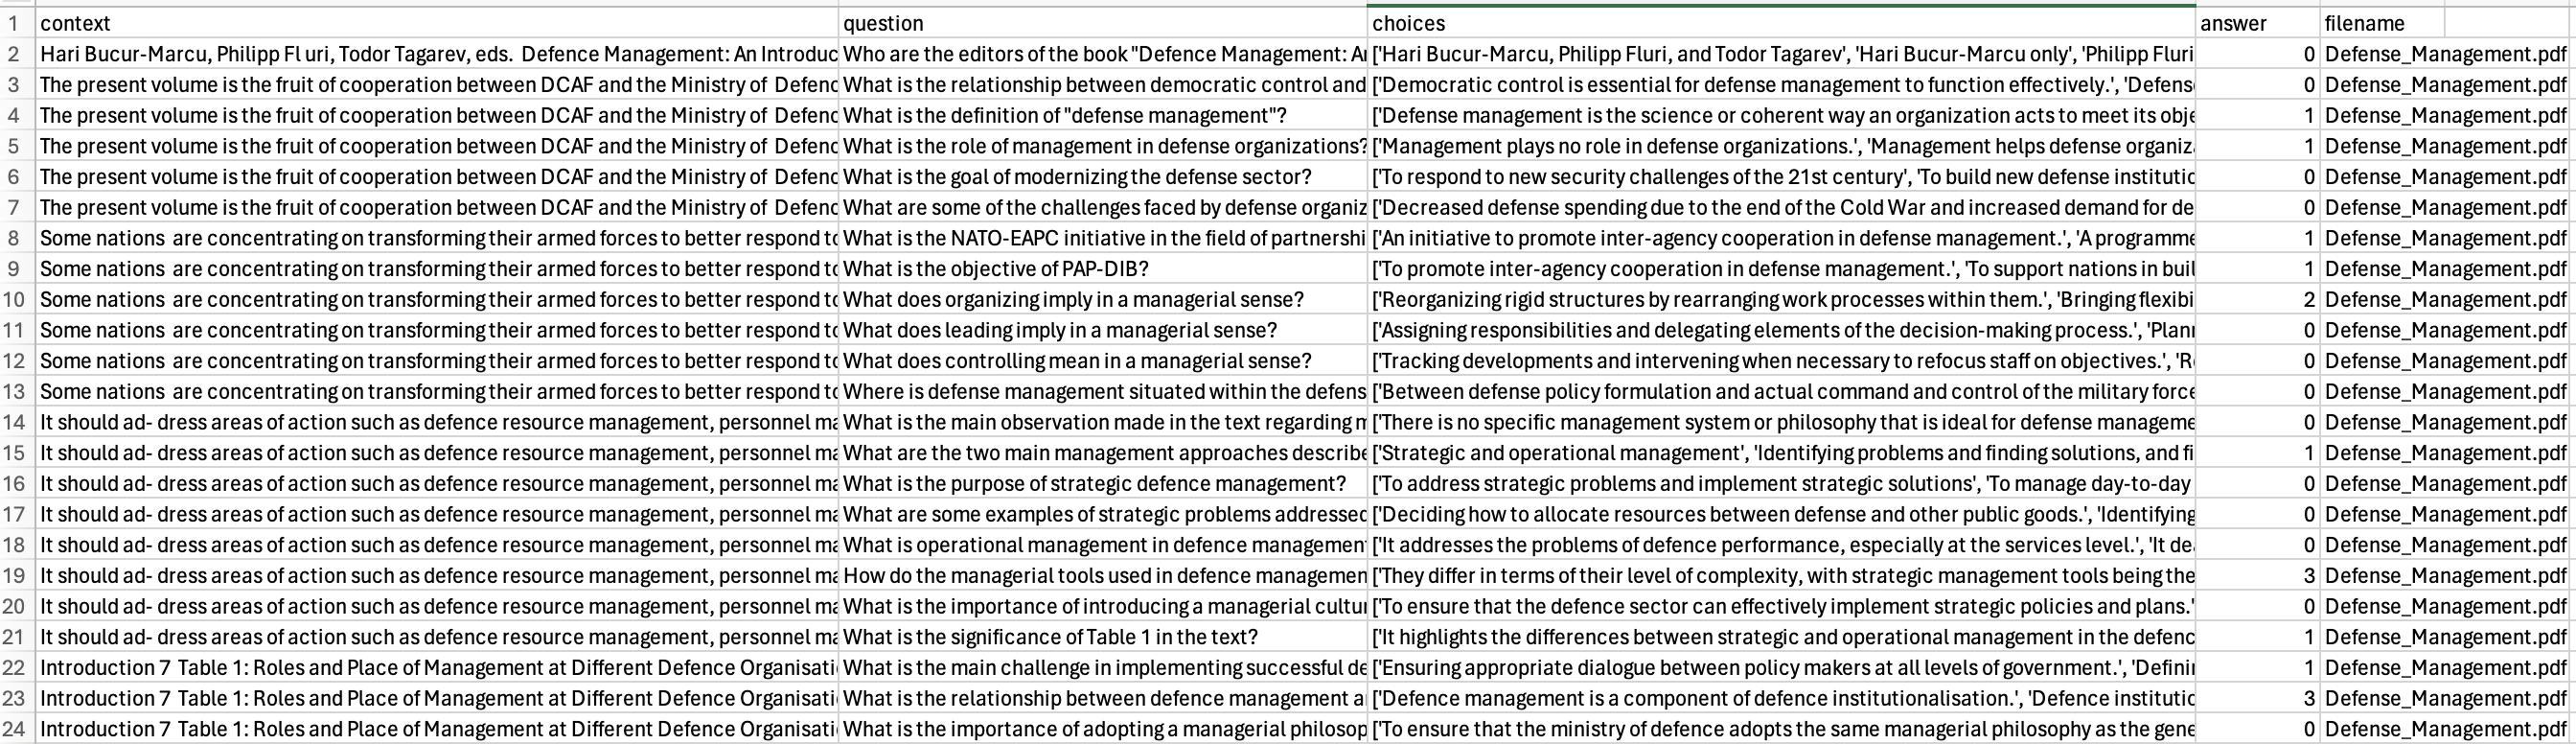 1 context question choices answer filename
2 Hari Bucur-Marcu, Philipp Fl uri, Todor Tagarev, eds. Defence Management: An Introduc Who are the editors of the book "Defence Management: A ['Hari Bucur-Marcu, Philipp Fluri, and Todor Tagarev', 'Hari Bucur-Marcu only', 'Philipp Fluri 0 Defense_Management.pdf
3 The present volume is the fruit of cooperation between DCAF and the Ministry of Defenc What is the relationship between democratic control and ['Democratic control is essential for defense management to function effectively.', 'Defens 0 Defense_Management.pdf
4 The present volume is the fruit of cooperation between DCAF and the Ministry of Defenc What is the definition of "defense management"? ['Defense management is the science or coherent way an organization acts to meet its obje 1 Defense_Management.pdf
5 The present volume is the fruit of cooperation between DCAF and the Ministry of Defenc What is the role of management in defense organizations? ['Management plays no role in defense organizations.', 'Management helps defense organiz 1 Defense_Management.pdf
6 The present volume is the fruit of cooperation between DCAF and the Ministry of Defenc What is the goal of modernizing the defense sector? ['To respond to new security challenges of the 21st century', 'To build new defense institutic 0 Defense_Management.pdf
7 The present volume is the fruit of cooperation between DCAF and the Ministry of Defenc What are some of the challenges faced by defense organiz ['Decreased defense spending due to the end of the Cold War and increased demand for de 0 Defense_Management.pdf
8 Some nations are concentrating on transforming their armed forces to better respond to What is the NATO-EAPC initiative in the field of partnershi ['An initiative to promote inter-agency cooperation in defense management.', 'A programme 1 Defense_Management.pdf
9 Some nations are concentrating on transforming their armed forces to better respond to What is the objective of PAP-DIB? ['To promote inter-agency cooperation in defense management.', 'To support nations in buil 1 Defense_Management.pdf
10 Some nations are concentrating on transforming their armed forces to better respond to What does organizing imply in a managerial sense? ['Reorganizing rigid structures by rearranging work processes within them.', 'Bringing flexibi 2 Defense_Management.pdf
11 Some nations are concentrating on transforming their armed forces to better respond to What does leading imply in a managerial sense? ['Assigning responsibilities and delegating elements of the decision-making process.', 'Plan 0 Defense_Management.pdf
12 Some nations are concentrating on transforming their armed forces to better respond to What does controlling mean in a managerial sense? ['Tracking developments and intervening when necessary to refocus staff on objectives.', 'R 0 Defense_Management.pdf
13 Some nations are concentrating on transforming their armed forces to better respond to Where is defense management situated within the defens ['Between defense policy formulation and actual command and control of the military force 0 Defense_Management.pdf
14 It should ad- dress areas of action such as defence resource management, personnel ma What is the main observation made in the text regarding m ['There is no specific management system or philosophy that is ideal for defense manageme 0 Defense_Management.pdf
15 It should ad- dress areas of action such as defence resource management, personnel ma What are the two main management approaches describe ['Strategic and operational management', 'Identifying problems and finding solutions, and fi 1 Defense_Management.pdf
16 It should ad- dress areas of action such as defence resource management, personnel ma What is the purpose of strategic defence management? ['To address strategic problems and implement strategic solutions', 'To manage day-to-day 0 Defense_Management.pdf
17 It should ad- dress areas of action such as defence resource management, personnel ma What are some examples of strategic problems addressed ['Deciding how to allocate resources between defense and other public goods.', 'Identifying 0 Defense_Management.pdf
18 It should ad- dress areas of action such as defence resource management, personnel ma What is operational management in defence management ['It addresses the problems of defence performance, especially at the services level.', 'It de 0 Defense_Management.pdf
19 It should ad- dress areas of action such as defence resource management, personnel ma How do the managerial tools used in defence managemen ['They differ in terms of their level of complexity, with strategic management tools being the 3 Defense_Management.pdf
20 It should ad- dress areas of action such as defence resource management, personnel ma What is the importance of introducing a managerial cultur ['To ensure that the defence sector can effectively implement strategic policies and plans.' 0 Defense_Management.pdf
21 It should ad- dress areas of action such as defence resource management, personnel ma What is the significance of Table 1 in the text? ['It highlights the differences between strategic and operational management in the defenc 1 Defense_Management.pdf
22 Introduction 7 Table 1: Roles and Place of Management at Different Defence Organisati What is the main challenge in implementing successful de ['Ensuring appropriate dialogue between policy makers at all levels of government.', 'Defini 1 Defense_Management.pdf
23 Introduction 7 Table 1: Roles and Place of Management at Different Defence Organisati What is the relationship between defence management a ['Defence management is a component of defence institutionalisation.', 'Defence institutic 3 Defense_Management.pdf
24 Introduction 7 Table 1: Roles and Place of Management at Different Defence Organisati What is the importance of adopting a managerial philosop ['To ensure that the ministry of defence adopts the same managerial philosophy as the gene 0 Defense_Management.pdf